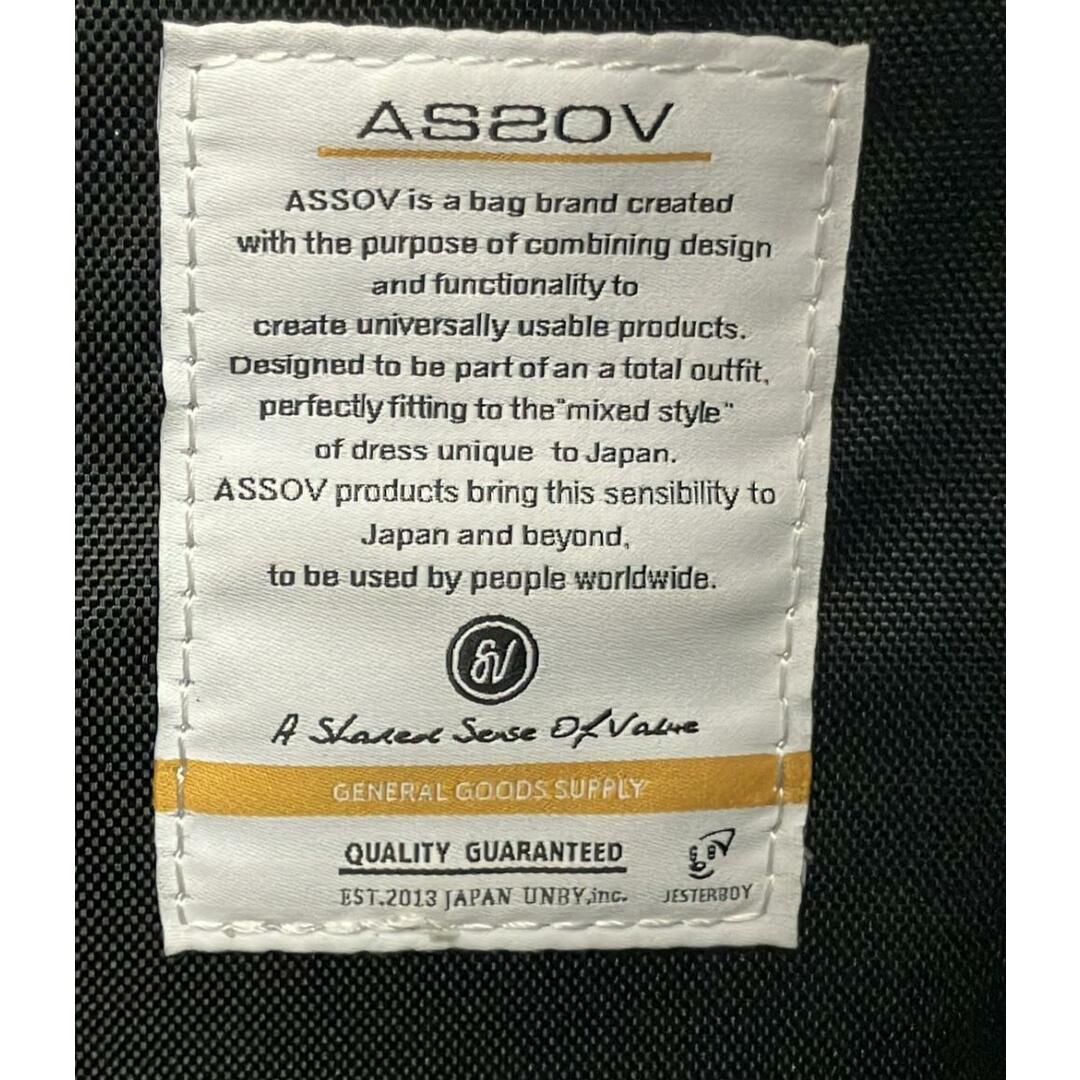 ASSOV
ASSOV is a bag brand created
with the purpose of combining design
and functionality to
create universally usable products.
Designed to be part of an a total outfit,
perfectly fitting to the "mixed style"
of dress unique to Japan.
ASSOV products bring this sensibility to
Japan and beyond,
to be used by people worldwide.
SV
A Shared Sense Of Value
GENERAL GOODS SUPPLY
QUALITY GUARANTEED
EST.2013 JAPAN UNBY,inc.
JESTERBOY